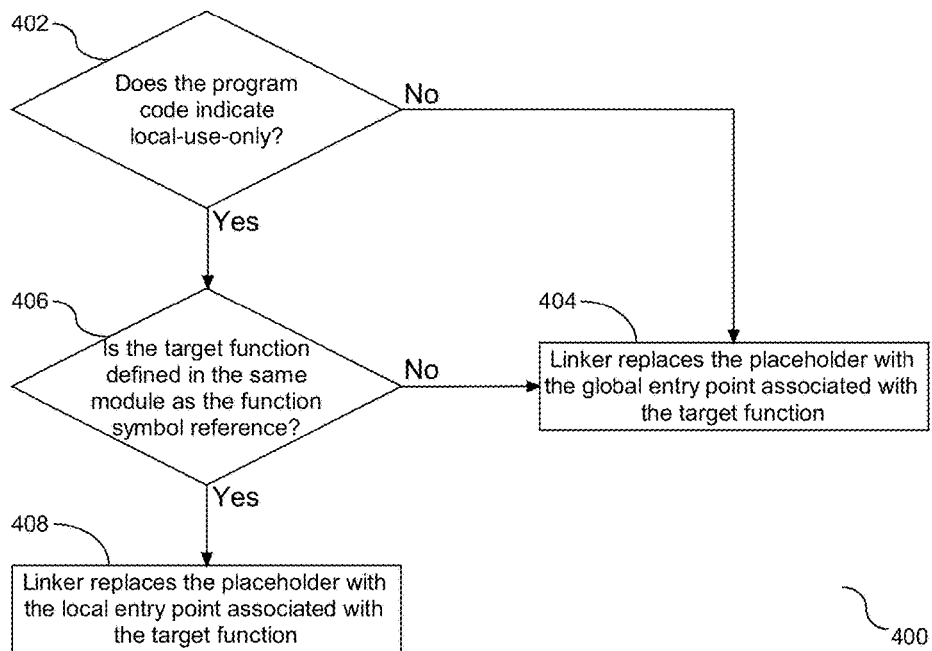 402
Does the program
code indicate
local-use-only?
No
Yes
406
Is the target function
defined in the same
module as the function
symbol reference?
No
404
Linker replaces the placeholder with
the global entry point associated with
the target function
Yes
408
Linker replaces the placeholder with
the local entry point associated with
the target function
400